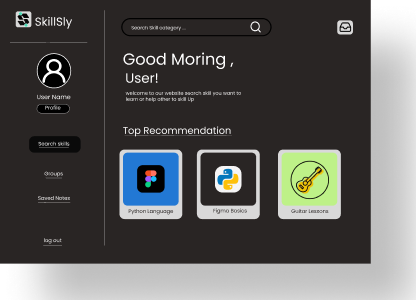 SkillSly
Search Skill category ...
User Name
Profile
Search skills
Groups
Saved Notes
log out
Good Moring ,
User!
welcome to our website search skill you want to
learn or help other to skill Up
Top Recommendation
Python Language
Figma Basics
Guitar Lessons